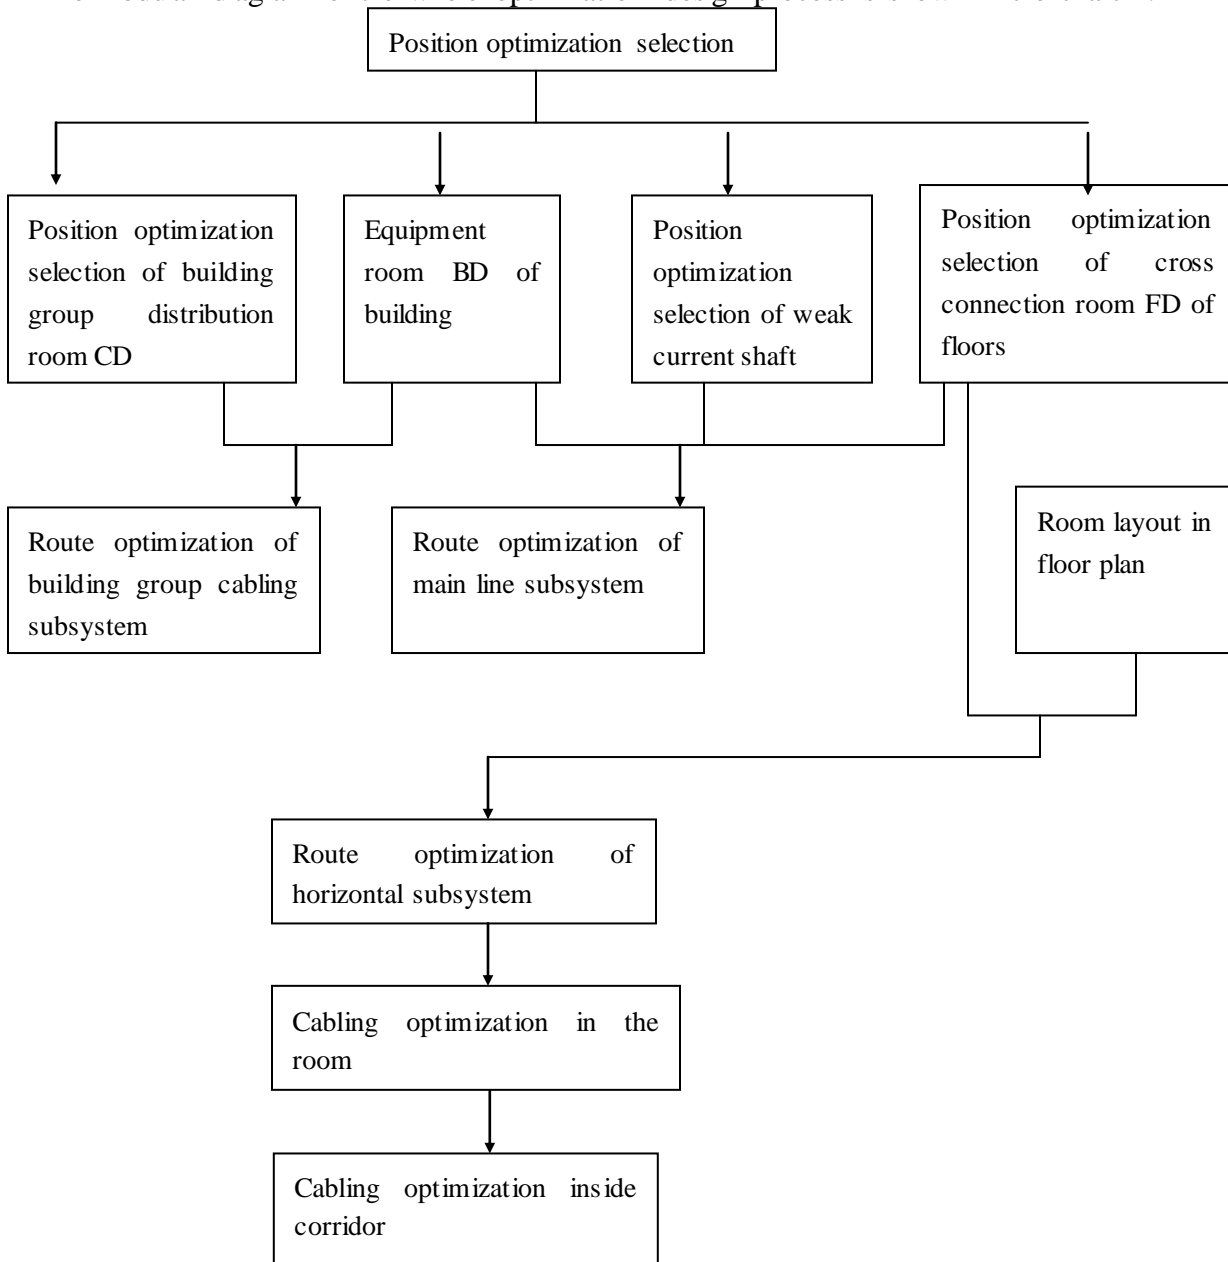 Position optimization selection
Position optimization
selection of building
group distribution
room CD
Equipment
room BD of
building
Position
optimization
selection of weak
current shaft
Position optimization
selection of cross
connection room FD of
floors
Route optimization of
building group cabling
subsystem
Route optimization of
main line subsystem
Room layout in
floor plan
Route optimization of
horizontal subsystem
Cabling optimization in the
room
Cabling optimization inside
corridor